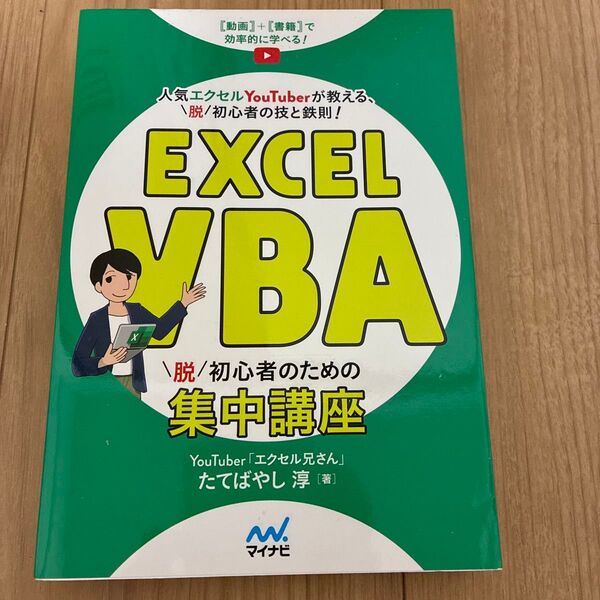 〖動画〗＋〖書籍〗で
効率的に学べる！
人気エクセルYouTuberが教える、
\脱/初心者の技と鉄則！
EXCEL
VBA
\脱/初心者のための
集中講座
YouTuber「エクセル兄さん」
たてばやし 淳［著］
マイナビ